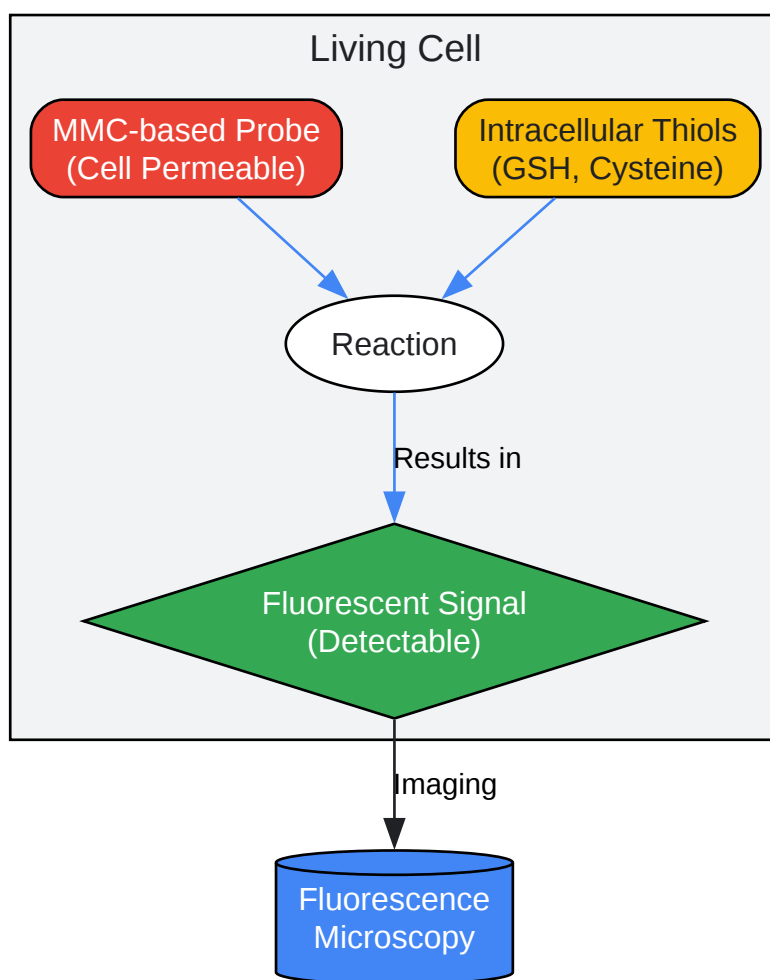 Living Cell
MMC-based Probe
(Cell Permeable)
Intracellular Thiols
(GSH, Cysteine)
Reaction
Results in
Fluorescent Signal
(Detectable)
Imaging
Fluorescence
Microscopy